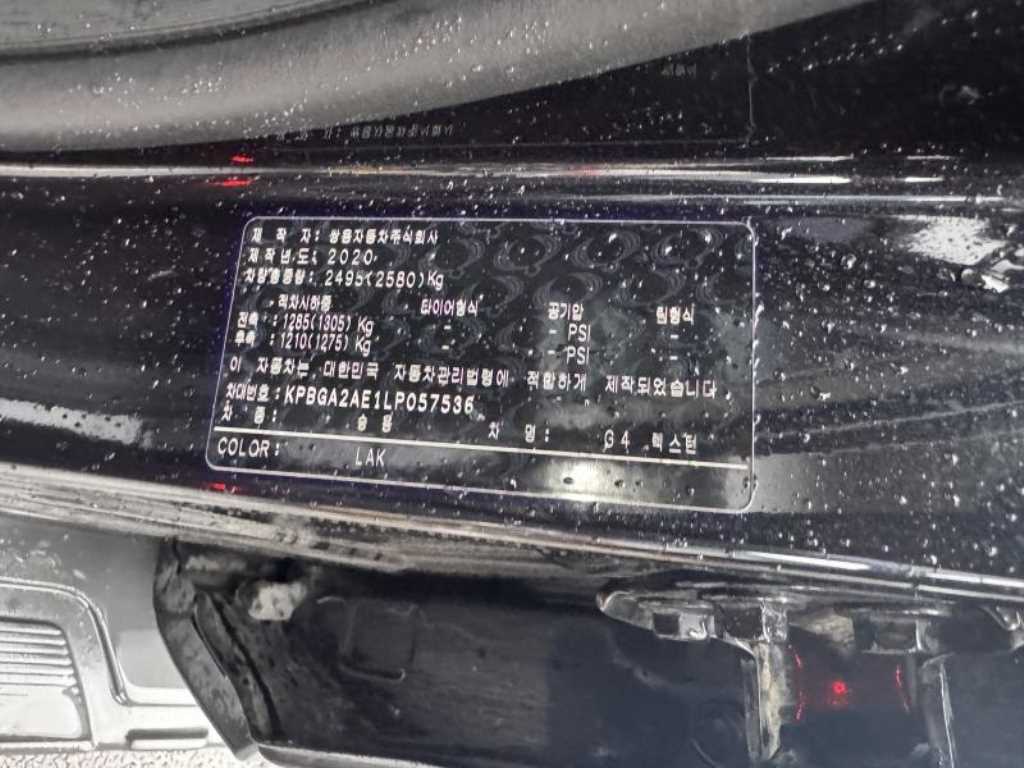 제 작 자: 쌍용자동차주식회사
제작년도: 2020
차량총중량: 2495(2580)Kg
적차시하중 타이어형식 공기압 림형식
전축: 1285(1305) Kg - - PSI -
후축: 1210(1275) Kg - - PSI -
이 자동차는 대한민국 자동차관리법령에 적합하게 제작되었습니다
차대번호: KPBGA2AE1LP057536
차 종: 승용 차 명: G4 렉스턴
COLOR: LAK